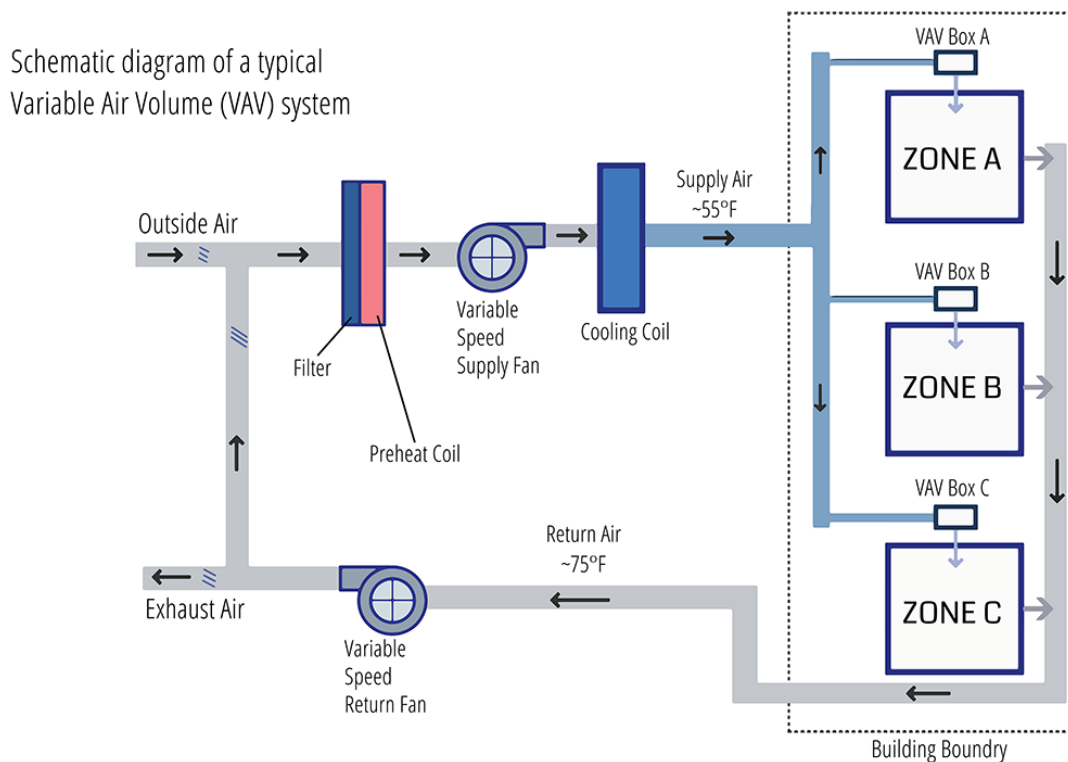 Schematic diagram of a typical
Variable Air Volume (VAV) system
VAV Box A
ZONE A
Supply Air
~55°F
Outside Air
VAV Box B
Variable
Speed
Supply Fan
Cooling Coil
Filter
ZONE B
Preheat Coil
VAV Box C
Return Air
~75°F
Exhaust Air
ZONE C
Variable
Speed
Return Fan
Building Boundry